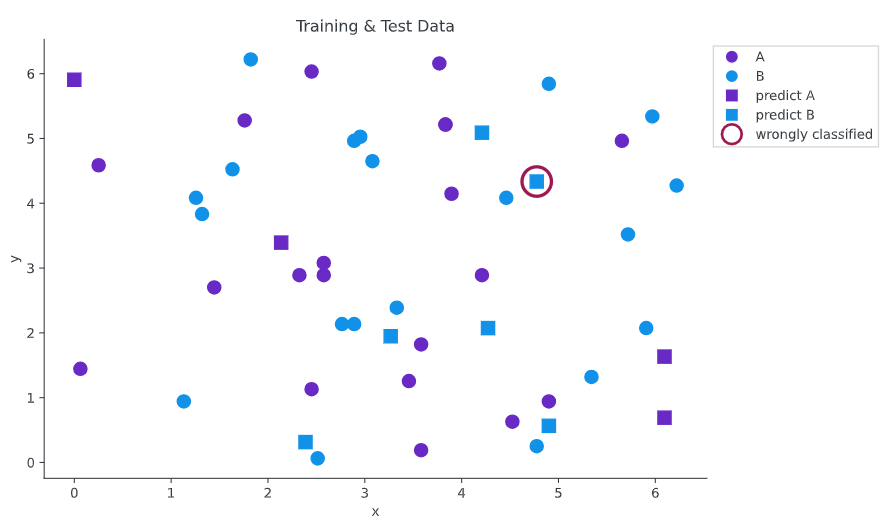 Training & Test Data
A
B
predict A
predict B
wrongly classified
6
5
4
3
2
1
0
y
0 1 2 3 4 5 6
x